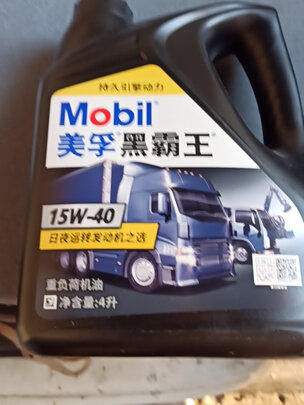 持久引擎动力
Mobil
美孚®黑霸王®
15W-40
日夜运转发动机之选
重负荷机油
净含量:4升